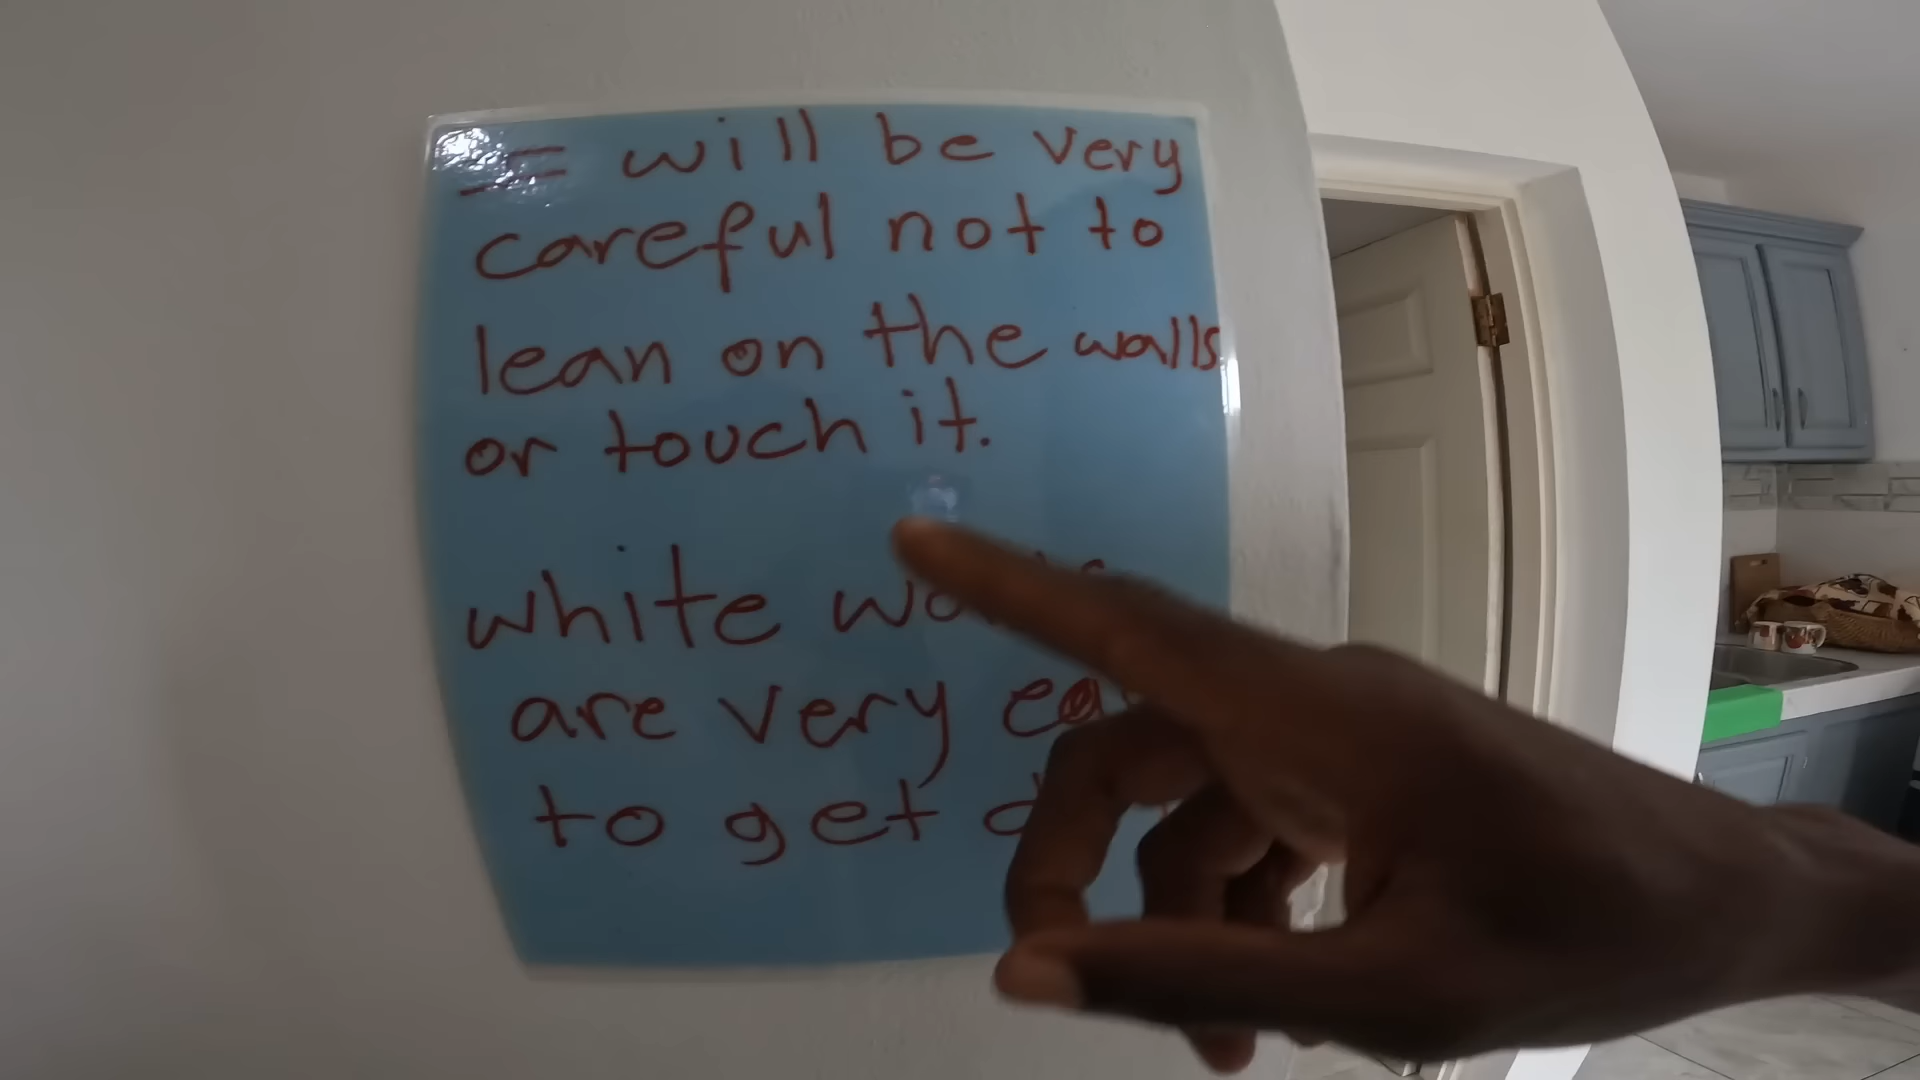 will be very
careful not to
lean on the walls
or touch it.
white
are very
to get